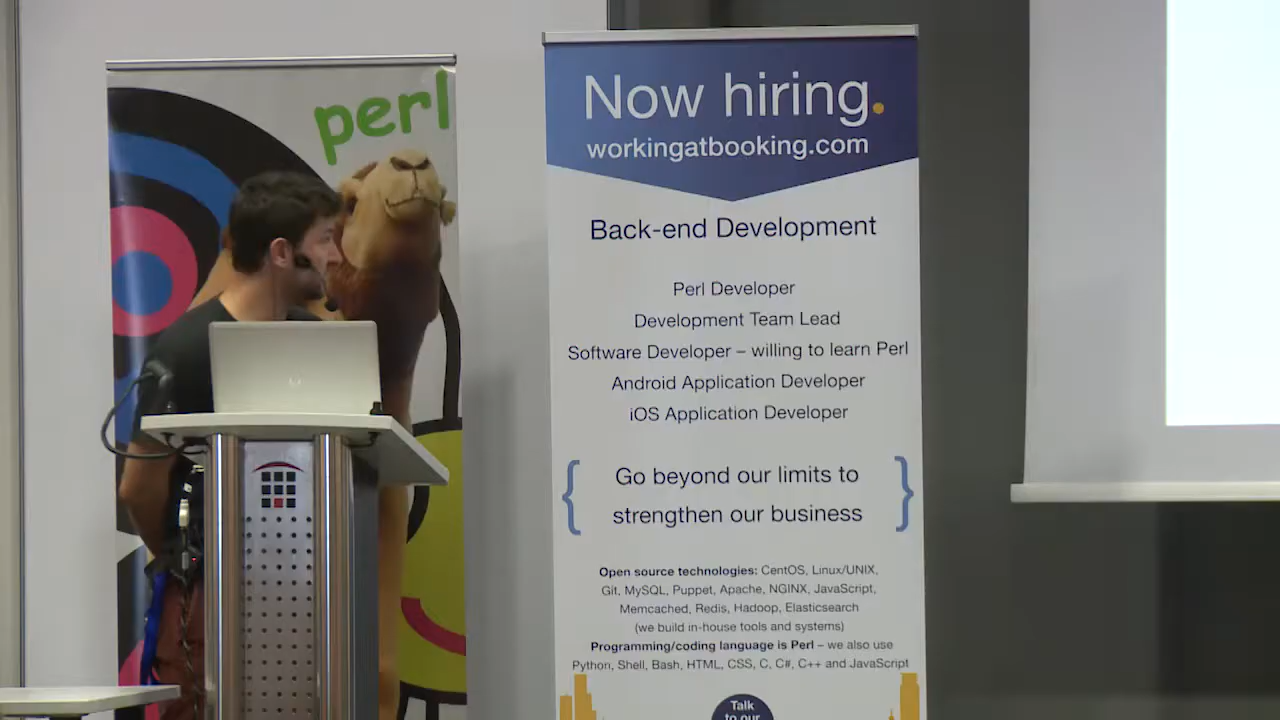 perl
Now hiring.
workingatbooking.com
Back-end Development
Perl Developer
Development Team Lead
Software Developer – willing to learn Perl
Android Application Developer
iOS Application Developer
{ Go beyond our limits to }
strengthen our business
Open source technologies: CentOS, Linux/UNIX,
Git, MySQL, Puppet, Apache, NGINX, JavaScript,
Memcached, Redis, Hadoop, Elasticsearch
(we build in-house tools and systems)
Programming/coding language is Perl – we also use
Python, Shell, Bash, HTML, CSS, C, C#, C++ and JavaScript
Talk
to our